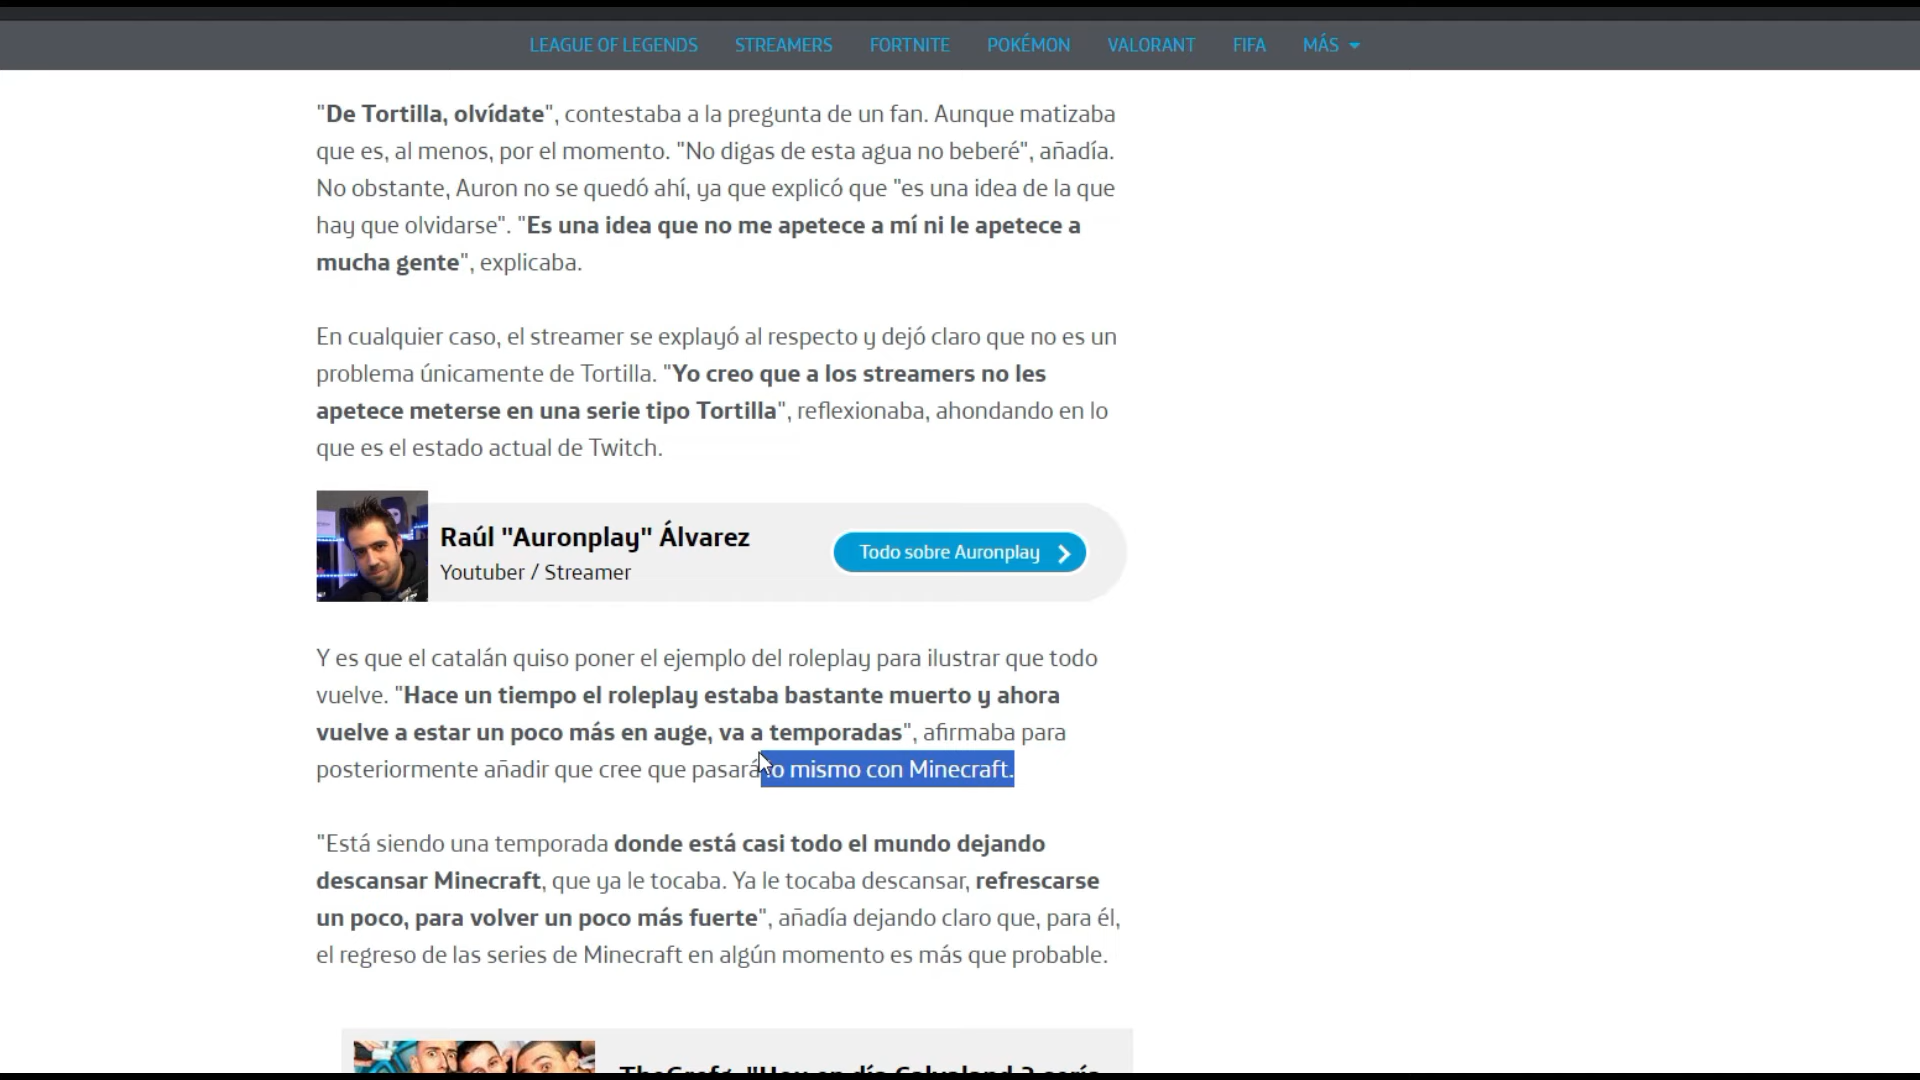 LEAGUE OF LEGENDS STREAMERS FORTNITE POKÉMON VALORANT FIFA MÁS
"De Tortilla, olvídate", contestaba a la pregunta de un fan. Aunque matizaba
que es, al menos, por el momento. "No digas de esta agua no beberé", añadía.
No obstante, Auron no se quedó ahí, ya que explicó que "es una idea de la que
hay que olvidarse". "Es una idea que no me apetece a mí ni le apetece a
mucha gente", explicaba.
En cualquier caso, el streamer se explayó al respecto y dejó claro que no es un
problema únicamente de Tortilla. "Yo creo que a los streamers no les
apetece meterse en una serie tipo Tortilla", reflexionaba, ahondando en lo
que es el estado actual de Twitch.
Raúl "Auronplay" Álvarez
Youtuber / Streamer
Todo sobre Auronplay
Y es que el catalán quiso poner el ejemplo del roleplay para ilustrar que todo
vuelve. "Hace un tiempo el roleplay estaba bastante muerto y ahora
vuelve a estar un poco más en auge, va a temporadas", afirmaba para
posteriormente añadir que cree que pasará lo mismo con Minecraft.
"Está siendo una temporada donde está casi todo el mundo dejando
descansar Minecraft, que ya le tocaba. Ya le tocaba descansar, refrescarse
un poco, para volver un poco más fuerte", añadía dejando claro que, para él,
el regreso de las series de Minecraft en algún momento es más que probable.